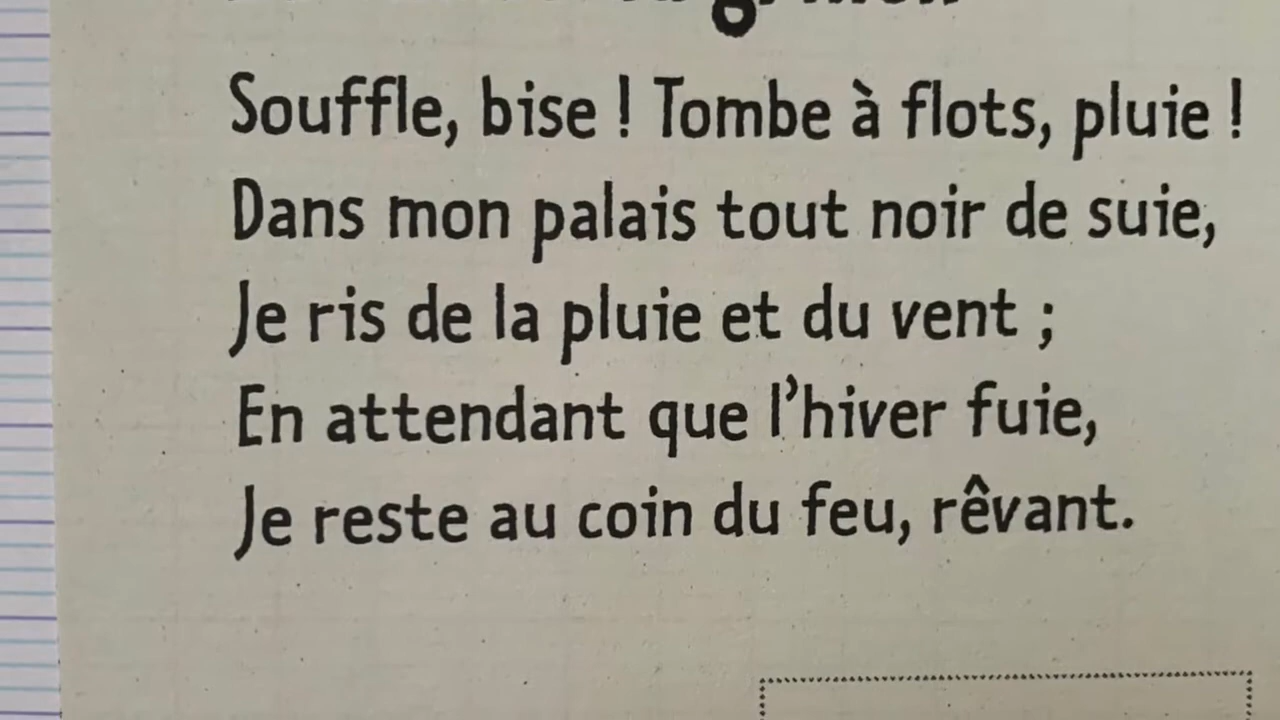 Souffle, bise ! Tombe à flots, pluie !
Dans mon palais tout noir de suie,
Je ris de la pluie et du vent ;
En attendant que l'hiver fuie,
Je reste au coin du feu, rêvant.